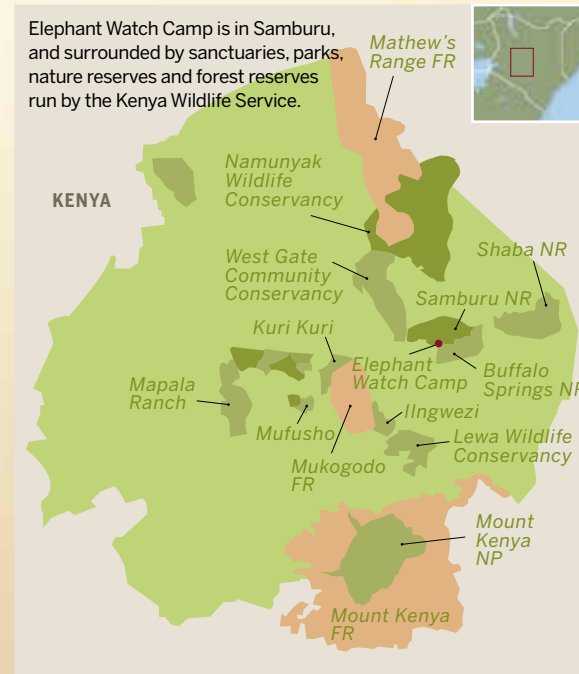 Elephant Watch Camp is in Samburu,
and surrounded by sanctuaries, parks,
nature reserves and forest reserves
run by the Kenya Wildlife Service.
Mathew's
Range FR
KENYA
Namunyak
Wildlife
Conservancy
West Gate
Community
Conservancy
Shaba NR
Samburu NR
Kuri Kuri
Elephant
Watch Camp
Buffalo
Springs NR
Mapala
Ranch
Mufusho
IIngwezi
Lewa Wildlife
Conservancy
Mukogodo
FR
Mount
Kenya
NP
Mount Kenya
FR